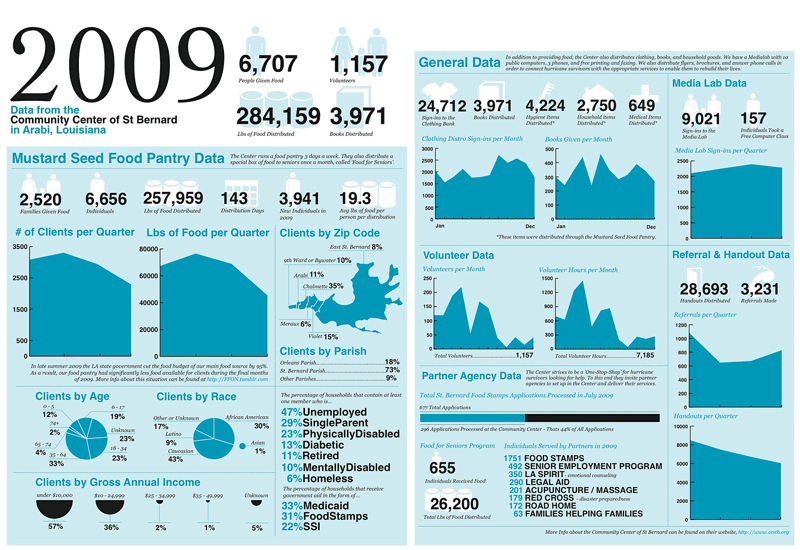 2009
Data from the
Community Center of St Bernard
in Arabi, Louisiana
6,707
People Given Food
1,157
Volunteers
284,159
Lbs of Food Distributed
3,971
Books Distributed
Mustard Seed Food Pantry Data
The Center runs a food pantry 3 days a week. They also distribute a
special box of food to seniors once a month, called 'Food for Seniors'.
2,520
Families Given Food
6,656
Individuals
257,959
Lbs of Food Distributed
143
Distribution Days
3,941
New Individuals in
2009
19.3
Avg lbs of food per
person per distribution
# of Clients per Quarter
3500
1500
500
0
Lbs of Food per Quarter
80000
60000
40000
20000
0
In late summer 2009 the LA state government cut the food budget of our main food source by 95%.
As a result, our food pantry had significantly less food available for clients during the final months
of 2009. More info about this situation can be found at http://FFON.tumblr.com
Clients by Zip Code
East St. Bernard 8%
9th Ward or Bywater 10%
Arabi 11%
Chalmette 35%
Meraux 6%
Violet 15%
Clients by Parish
Orleans Parish 18%
St. Bernard Parish 73%
Other Parishes 9%
Clients by Age
0 - 5
12%
6 - 17
19%
74+
2%
Unknown
23%
65 - 74
4%
35 - 64
33%
18 - 34
23%
Clients by Race
Other or Unknown
17%
African American
30%
Latino
9%
Asian
1%
Caucasian
43%
The percentage of households that contain at least
one member who is...
47%Unemployed
29%SingleParent
23%PhysicallyDisabled
13%Diabetic
11%Retired
10%MentallyDisabled
6%Homeless
The percentage of households that receive
government aid in the form of...
33%Medicaid
31%FoodStamps
22%SSI
Clients by Gross Annual Income
under $10,000
57%
$10 - 24,999
36%
$25 - 34,999
2%
$35 - 49,999
1%
Unknown
5%
General Data
In addition to providing food, the Center also distributes clothing, books, and household goods. We have a Medialab with 10
public computers, 3 phones, and free printing and faxing. We also distribute flyers, brochures, and answer phone calls in
order to connect hurricane survivors with the appropriate services to enable them to rebuild their lives.
24,712
Sign-ins to the
Clothing Bank
3,971
Books Distributed
4,224
Hygiene Items
Distributed*
2,750
Household items
Distributed*
649
Medical Items
Distributed*
Clothing Distro Sign-ins per Month
3000
2500
2000
1500
1000
500
0
Jan
Dec
Books Given per Month
500
400
200
100
0
Jan
Dec
*These items were distributed through the Mustard Seed Food Pantry.
Media Lab Data
9,021
Sign-ins to the
Media Lab
157
Individuals Took a
Free Computer Class
Media Lab Sign-ins per Quarter
2500
2000
1500
1000
500
0
Volunteer Data
Volunteers per Month
250
200
150
100
50
0
Total Volunteers 1,157
Volunteer Hours per Month
1500
1200
900
600
300
0
Total Volunteer Hours 7,185
Referral & Handout Data
28,693
Handouts Distributed
3,231
Referrals Made
Referrals per Quarter
1200
1000
800
600
400
200
0
Handouts per Quarter
10000
8000
6000
4000
2000
0
Partner Agency Data
The Center strives to be a 'One-Stop-Shop' for hurricane
survivors looking for help. To this end they invite partner
agencies to set up in the Center and deliver their services.
Total St. Bernard Food Stamps Applications Processed in July 2009
677 Total Applications
296 Applications Processed at the Community Center - Thats 44% of All Applications
Food for Seniors Program
655
Individuals Received Food
26,200
Total Lbs of Food Distributed
Individuals Served by Partners in 2009
1751 FOOD STAMPS
492 SENIOR EMPLOYMENT PROGRAM
350 LA SPIRIT - emotional counseling
290 LEGAL AID
201 ACUPUNCTURE / MASSAGE
179 RED CROSS - disaster preparedness
172 ROAD HOME
63 FAMILIES HELPING FAMILIES
More Info about the Community Center of St Bernard can be found on their website,